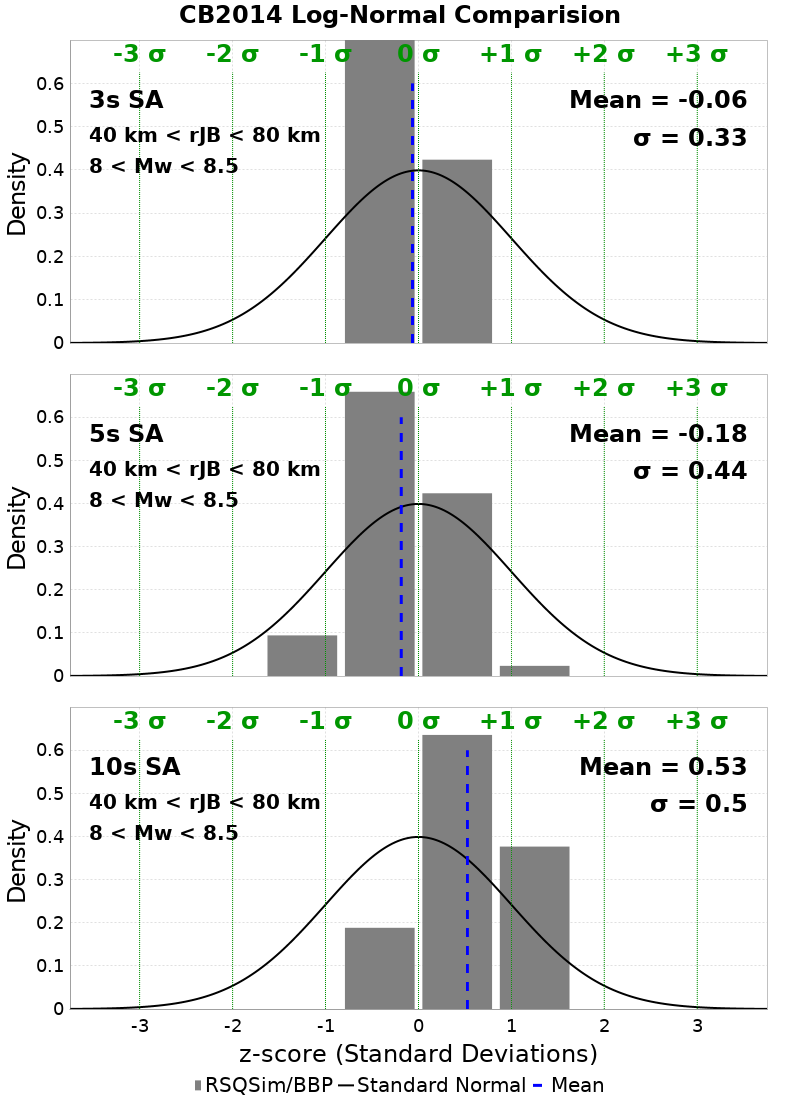 CB2014 Log-Normal Comparision
-3 σ -2 σ -1 σ 0 σ +1 σ +2 σ +3 σ
3s SA
40 km < rJB < 80 km
8 < Mw < 8.5
Mean = -0.06
σ = 0.33
0.6
0.5
0.4
0.3
0.2
0.1
0
Density
-3 σ -2 σ -1 σ 0 σ +1 σ +2 σ +3 σ
5s SA
40 km < rJB < 80 km
8 < Mw < 8.5
Mean = -0.18
σ = 0.44
0.6
0.5
0.4
0.3
0.2
0.1
0
Density
-3 σ -2 σ -1 σ 0 σ +1 σ +2 σ +3 σ
10s SA
40 km < rJB < 80 km
8 < Mw < 8.5
Mean = 0.53
σ = 0.5
0.6
0.5
0.4
0.3
0.2
0.1
0
Density
-3 -2 -1 0 1 2 3
z-score (Standard Deviations)
RSQSim/BBP Standard Normal Mean